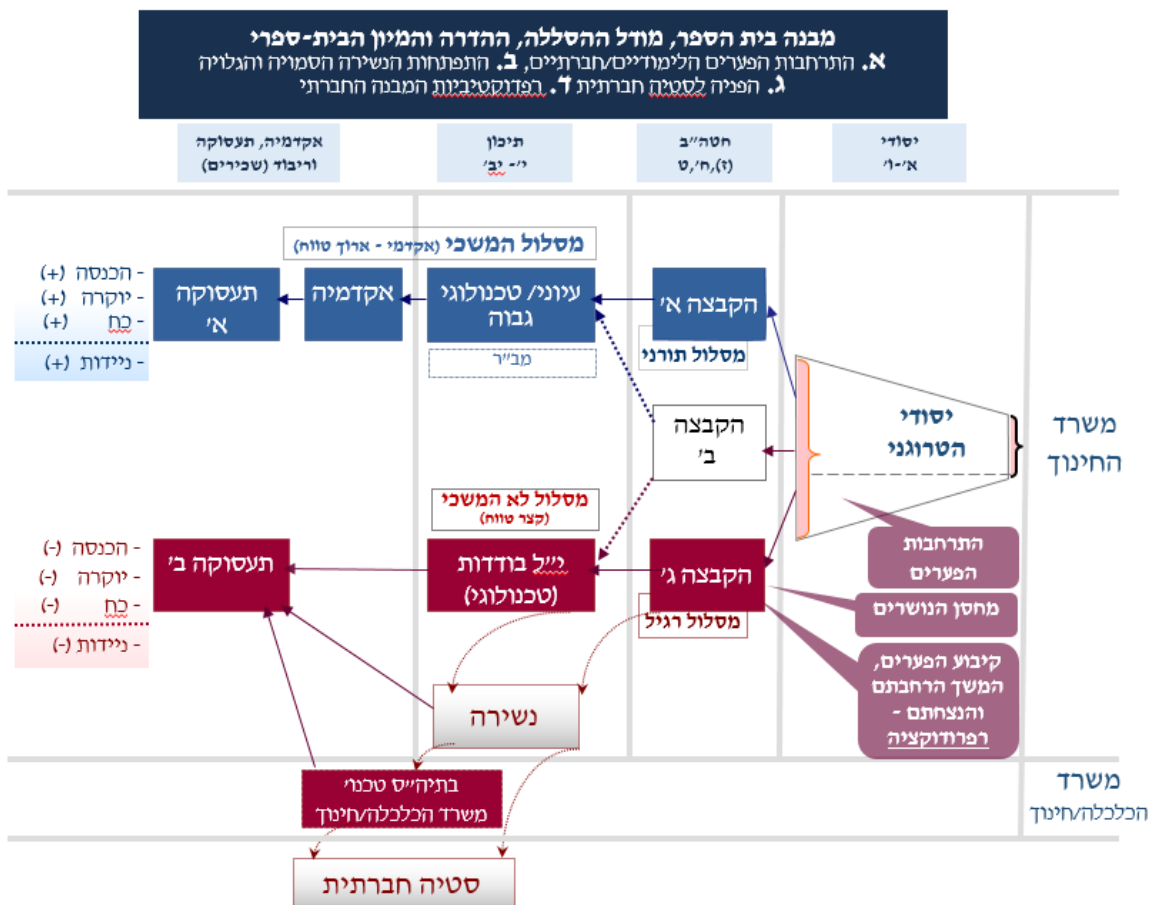 מבנה בית הספר, מודל ההסללה, ההדרה והמיון הבית-ספרי
א. התרחבות הפערים הלימודיים/חברתיים, ב. התפתחות הנשירה הסמויה והגלויה
ג. הפניה לסטיה חברתית ד. רפדוקטיביות המבנה החברתי
יסודי
א'-ו'
חטה"ב
(ז),ח',ט
תיכון
י'- יב'
אקדמיה, תעסוקה
וריבוד (שכירים)
מסלול המשכי (אקדמי - ארוך טווח)
הקבצה א'
מסלול תורני
עיוני/ טכנולוגי
גבוה
מב"ר
אקדמיה
תעסוקה
א'
- הכנסה (+)
- יוקרה (+)
- כח (+)
- ניידות (+)
משרד
החינוך
יסודי
הטרוגני
הקבצה
ב'
מסלול לא המשכי
(קצר טווח)
הקבצה ג'
מסלול רגיל
י"ל בודדות
(טכנולוגי)
תעסוקה ב'
- הכנסה (-)
- יוקרה (-)
- כח (-)
- ניידות (-)
התרחבות
הפערים
מחסן הנושרים
קיבוע הפערים,
המשך הרחבתם
והנצחתם -
רפרודוקציה
נשירה
משרד
הכלכלה/חינוך
בתיה"ס טכנו'
משרד הכלכלה/חינוך
סטיה חברתית